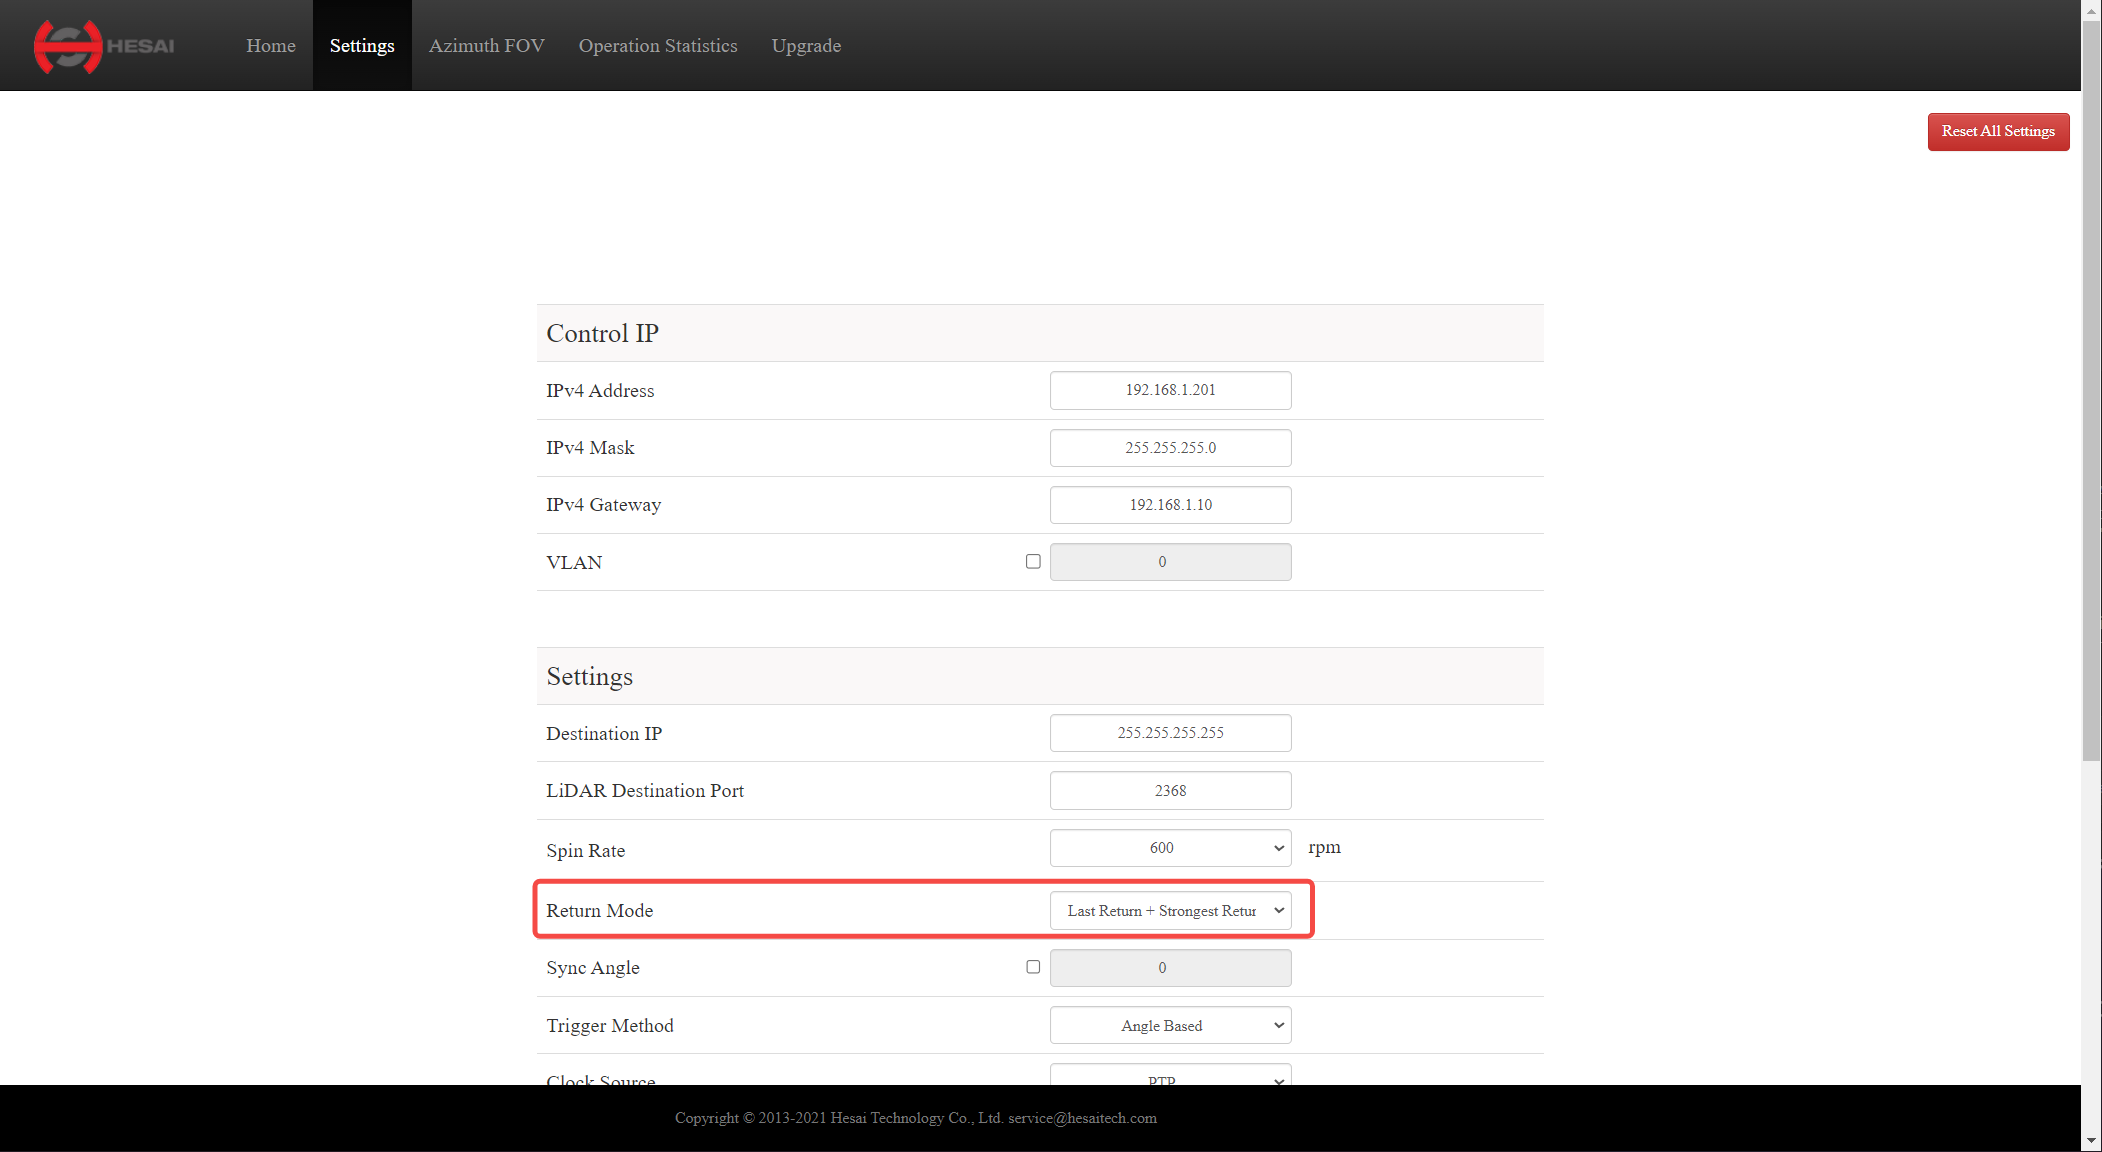 HESAI Home Settings Azimuth FOV Operation Statistics Upgrade
Reset All Settings
Control IP
IPv4 Address 192.168.1.201
IPv4 Mask 255.255.255.0
IPv4 Gateway 192.168.1.10
VLAN 0
Settings
Destination IP 255.255.255.255
LiDAR Destination Port 2368
Spin Rate 600 rpm
Return Mode Last Return + Strongest Retur
Sync Angle 0
Trigger Method Angle Based
Clock Source PTP
Copyright © 2013-2021 Hesai Technology Co., Ltd. service@hesaitech.com